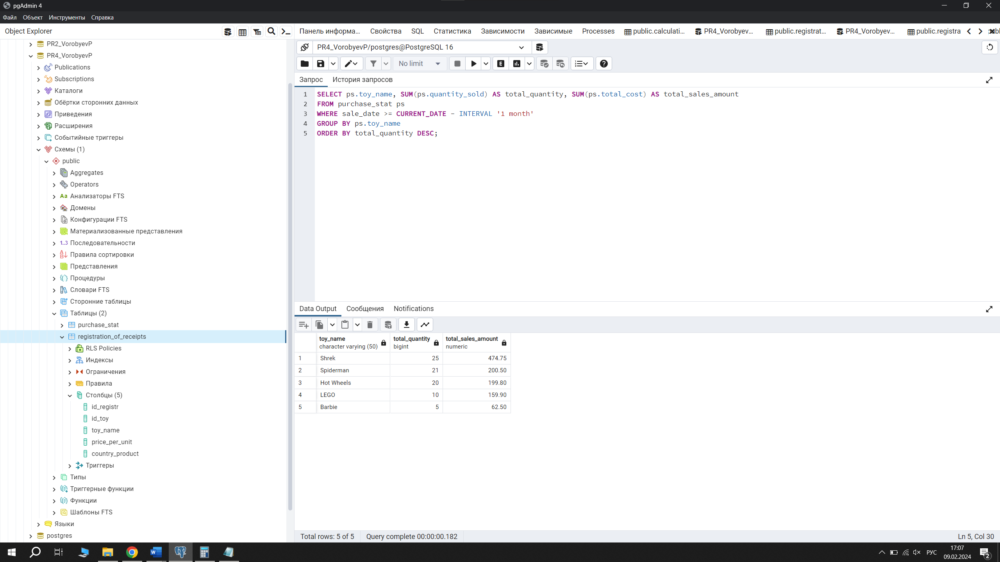 pgAdmin 4
Файл Объект Инструменты Справка
Object Explorer
PR2_VorobyevP
PR4_VorobyevP
Publications
Subscriptions
Каталоги
Обёртки сторонних данных
Приведения
Расширения
Событийные триггеры
Схемы (1)
public
Aggregates
Operators
Aa Анализаторы FTS
Домены
Конфигурации FTS
Материализованные представления
1..3 Последовательности
Правила сортировки
Представления
Процедуры
Словари FTS
Сторонние таблицы
Таблицы (2)
purchase_stat
registration_of_receipts
RLS Policies
Индексы
Ограничения
Правила
Столбцы (5)
id_registr
id_toy
toy_name
price_per_unit
country_product
Триггеры
Типы
Триггерные функции
Функции
Шаблоны FTS
Языки
postgres
Панель информа... Свойства SQL Статистика Зависимости Зависимые Processes public.calculati... PR4_Vorobyev... public.registrat... PR4_Vorobyev... public.registra
PR4_VorobyevP/postgres@PostgreSQL 16
No limit
Запрос История запросов
1 SELECT ps.toy_name, SUM(ps.quantity_sold) AS total_quantity, SUM(ps.total_cost) AS total_sales_amount
2 FROM purchase_stat ps
3 WHERE sale_date >= CURRENT_DATE - INTERVAL '1 month'
4 GROUP BY ps.toy_name
5 ORDER BY total_quantity DESC;
Data Output Сообщения Notifications
toy_name total_quantity total_sales_amount
character varying (50) bigint numeric
1 Shrek 25 474.75
2 Spiderman 21 200.50
3 Hot Wheels 20 199.80
4 LEGO 10 159.90
5 Barbie 5 62.50
Total rows: 5 of 5 Query complete 00:00:00.182 Ln 5, Col 30
РУС
17:07
09.02.2024
2